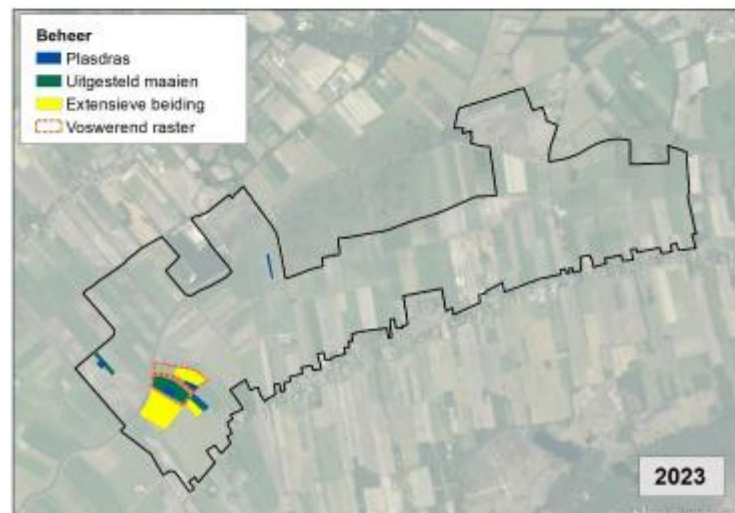 Beheer
Plasdras
Uitgesteld maaien
Extensieve beiding
Voswerend raster
2023